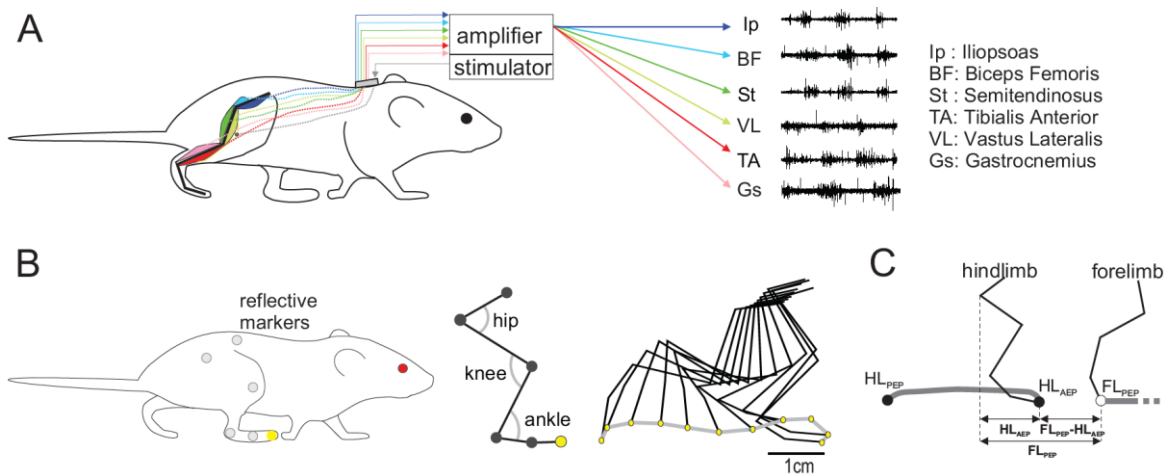 A
amplifier
stimulator
Ip
BF
St
VL
TA
Gs
Ip : Iliopsoas
BF: Biceps Femoris
St : Semitendinosus
TA: Tibialis Anterior
VL: Vastus Lateralis
Gs: Gastrocnemius
B
reflective
markers
hip
knee
ankle
1cm
C
hindlimb forelimb
HLPEP
HLAEP
FLPEP
HLAEP FLPEP-HLAEP
FLPEP